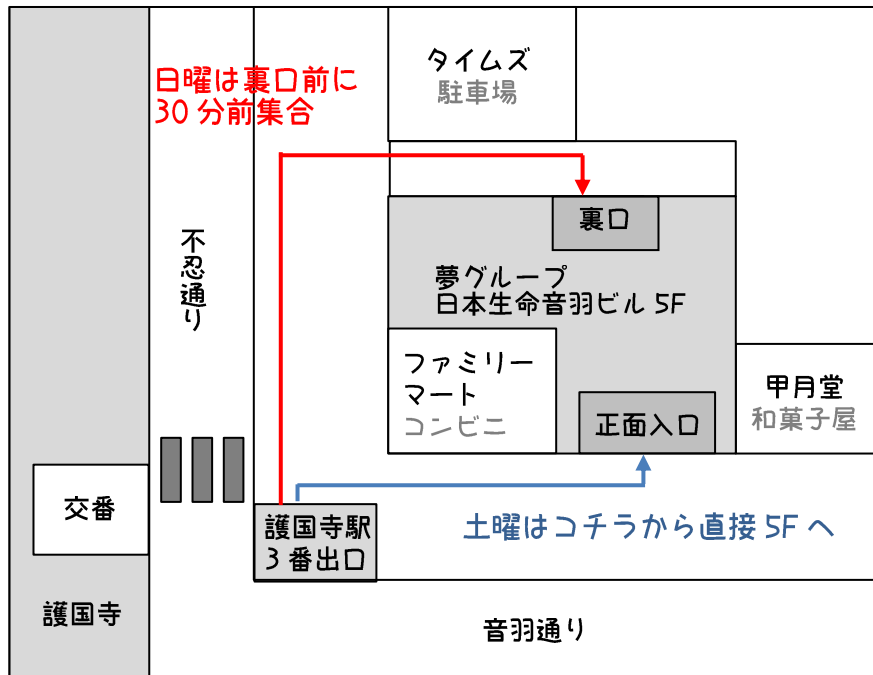 タイムズ
駐車場
日曜は裏口前に
30分前集合
裏口
不忍通り
夢グループ
日本生命音羽ビル 5F
ファミリー
マート
コンビニ
甲月堂
和菓子屋
正面入口
交番
護国寺駅
3番出口
土曜はコチラから直接5Fへ
護国寺
音羽通り